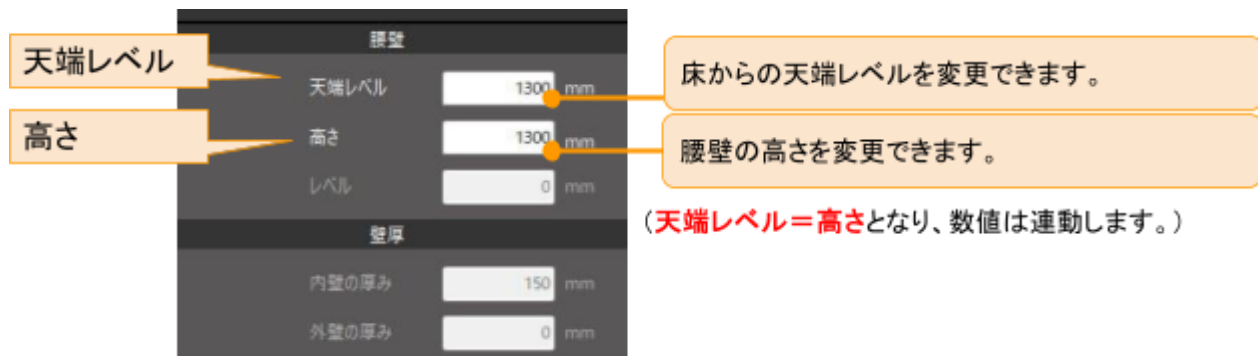 腰壁
天端レベル
天端レベル 1300 mm
床からの天端レベルを変更できます。
高さ
高さ 1300 mm
腰壁の高さを変更できます。
レベル 0 mm
（天端レベル＝高さとなり、数値は連動します。）
壁厚
内壁の厚み 150 mm
外壁の厚み 0 mm